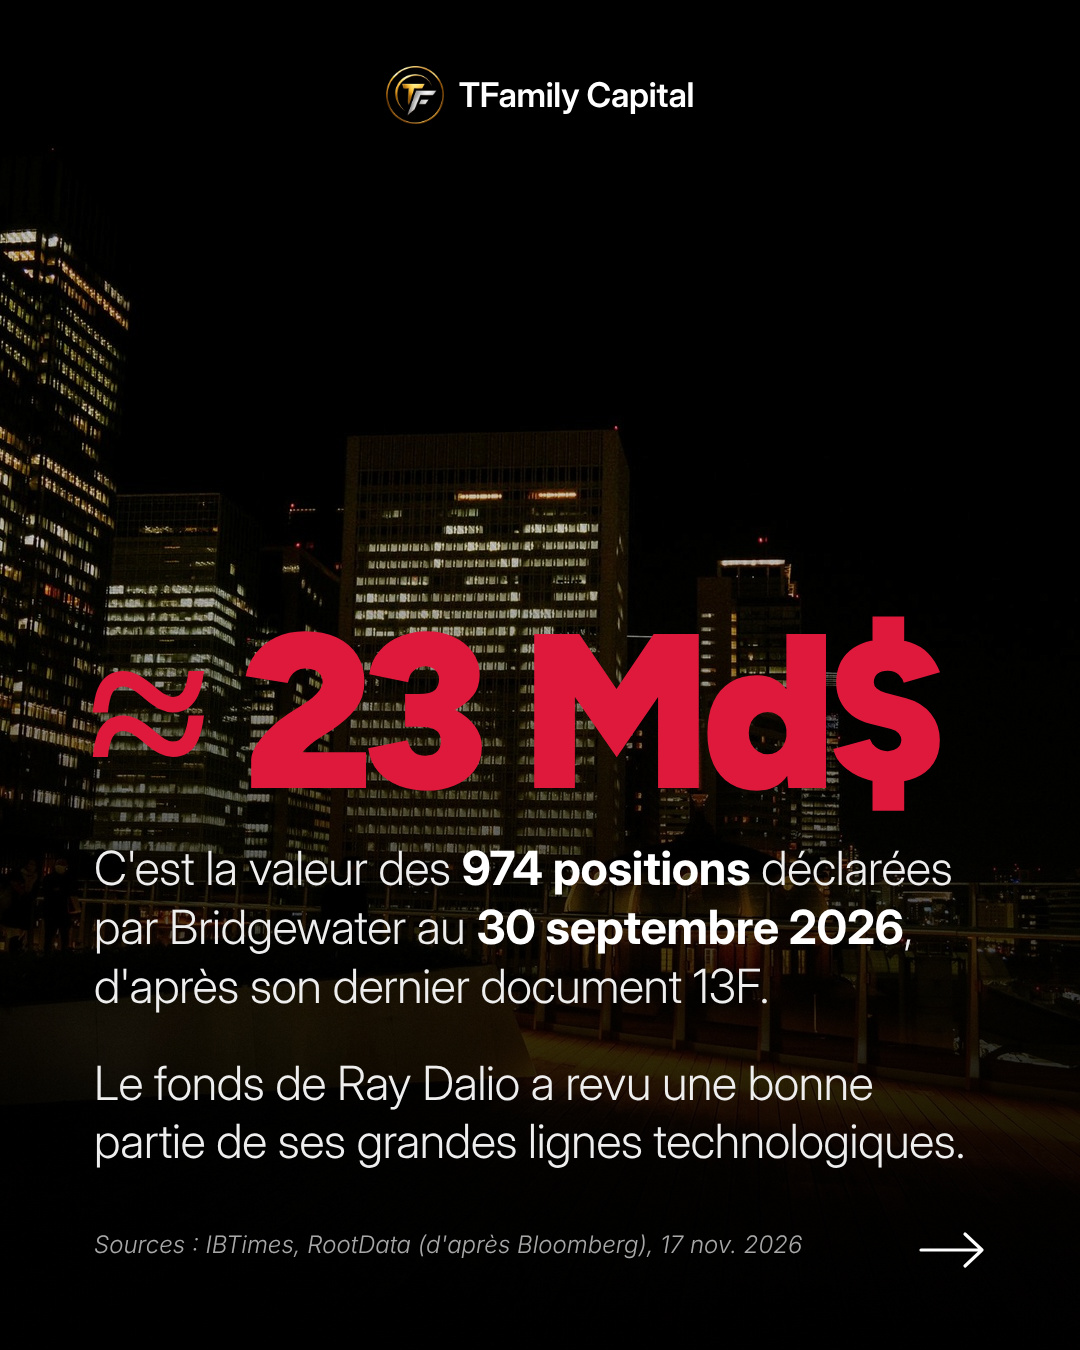 TF
TFamily Capital
≈ 23 Md$
C'est la valeur des 974 positions déclarées
par Bridgewater au 30 septembre 2026,
d'après son dernier document 13F.
Le fonds de Ray Dalio a revu une bonne
partie de ses grandes lignes technologiques.
Sources : IBTimes, RootData (d'après Bloomberg), 17 nov. 2026